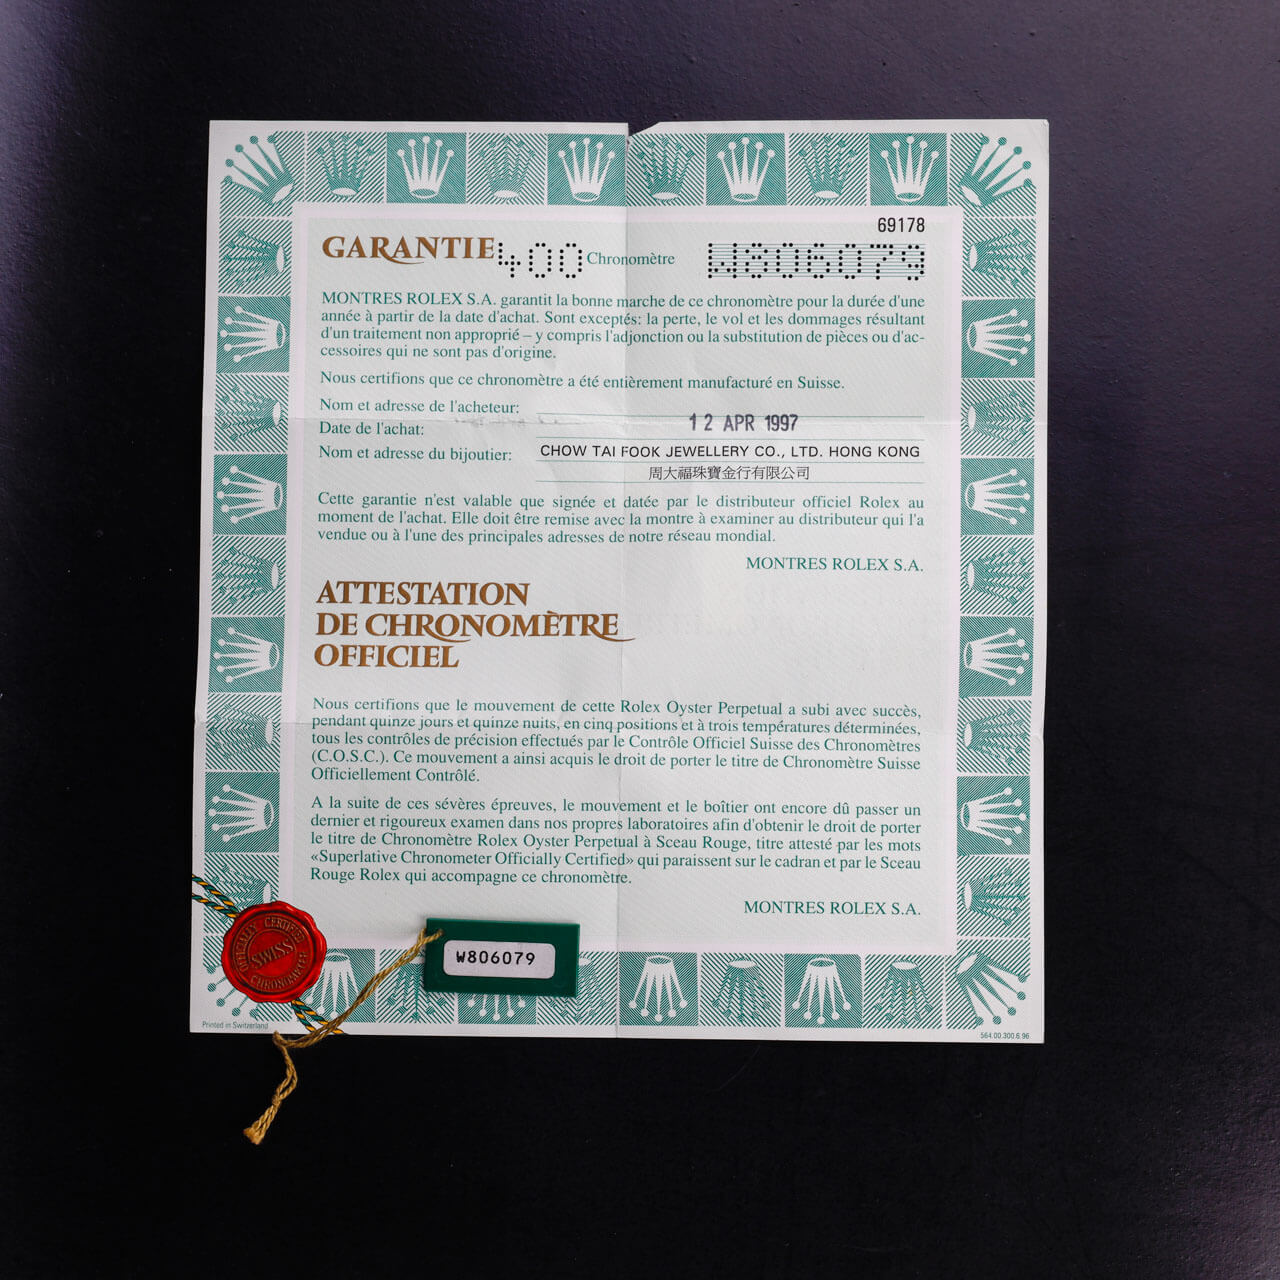 69178
GARANTIE 400 Chronomètre W806079
MONTRES ROLEX S.A. garantit la bonne marche de ce chronomètre pour la durée d'une
année à partir de la date d'achat. Sont exceptés: la perte, le vol et les dommages résultant
d'un traitement non approprié – y compris l'adjonction ou la substitution de pièces ou d'ac-
cessoires qui ne sont pas d'origine.
Nous certifions que ce chronomètre a été entièrement manufacturé en Suisse.
Nom et adresse de l'acheteur:
Date de l'achat: 12 APR 1997
Nom et adresse du bijoutier: CHOW TAI FOOK JEWELLERY CO., LTD. HONG KONG
周大福珠寶金行有限公司
Cette garantie n'est valable que signée et datée par le distributeur officiel Rolex au
moment de l'achat. Elle doit être remise avec la montre à examiner au distributeur qui l'a
vendue ou à l'une des principales adresses de notre réseau mondial.
MONTRES ROLEX S.A.
ATTESTATION
DE CHRONOMÈTRE
OFFICIEL
Nous certifions que le mouvement de cette Rolex Oyster Perpetual a subi avec succès,
pendant quinze jours et quinze nuits, en cinq positions et à trois températures déterminées,
tous les contrôles de précision effectués par le Contrôle Officiel Suisse des Chronomètres
(C.O.S.C.). Ce mouvement a ainsi acquis le droit de porter le titre de Chronomètre Suisse
Officiellement Contrôlé.
A la suite de ces sévères épreuves, le mouvement et le boîtier ont encore dû passer un
dernier et rigoureux examen dans nos propres laboratoires afin d'obtenir le droit de porter
le titre de Chronomètre Rolex Oyster Perpetual à Sceau Rouge, titre attesté par les mots
«Superlative Chronometer Officially Certified» qui paraissent sur le cadran et par le Sceau
Rouge Rolex qui accompagne ce chronomètre.
MONTRES ROLEX S.A.
OFFICIALLY CERTIFIED
SWISS
CHRONOMETER
W806079
Printed in Switzerland
564.00.300.6.96